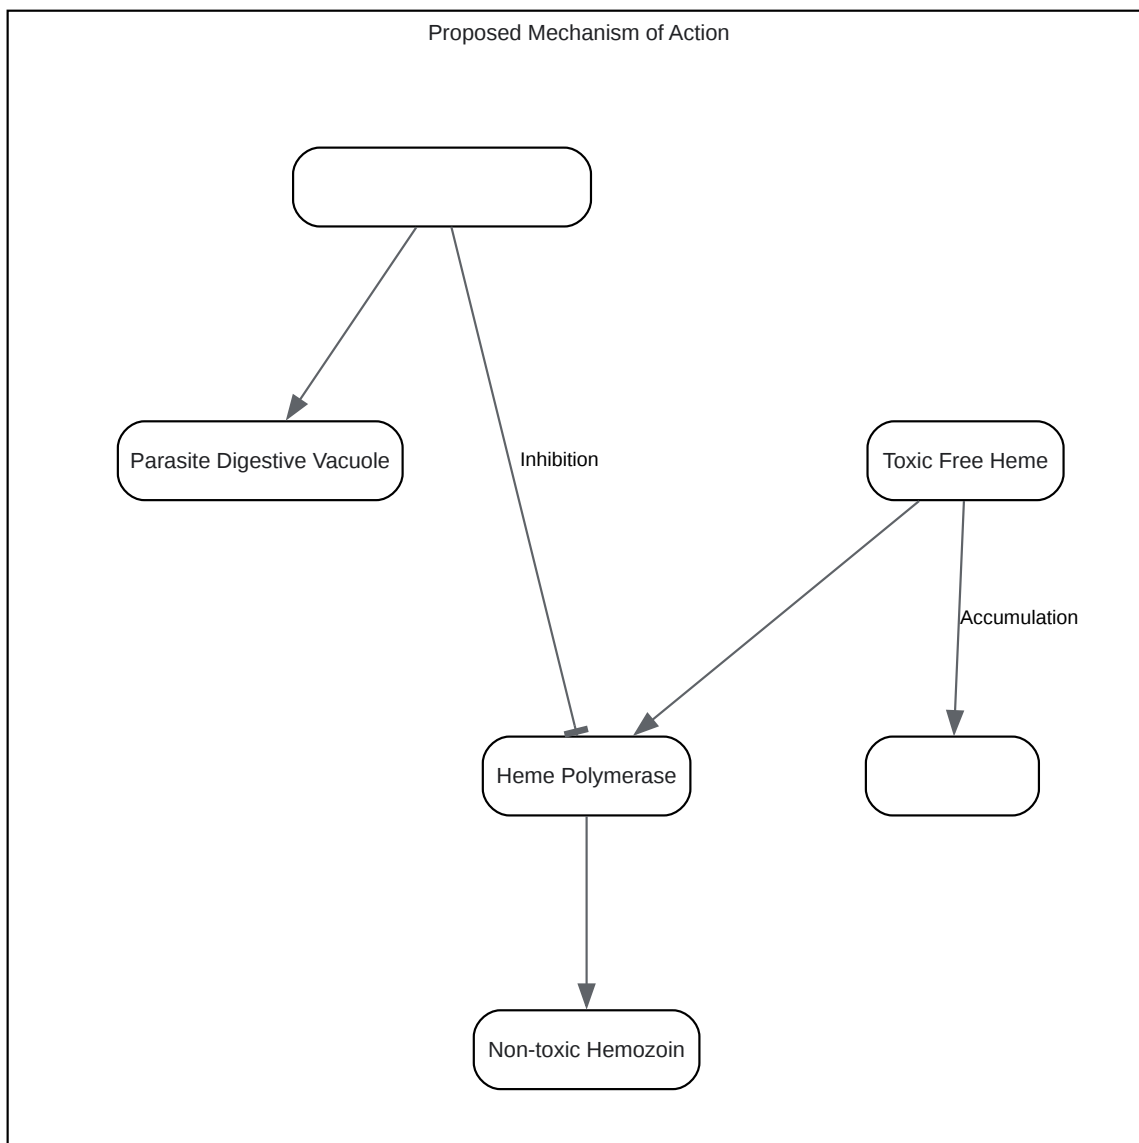 Proposed Mechanism of Action
Parasite Digestive Vacuole
Inhibition
Toxic Free Heme
Accumulation
Heme Polymerase
Non-toxic Hemozoin